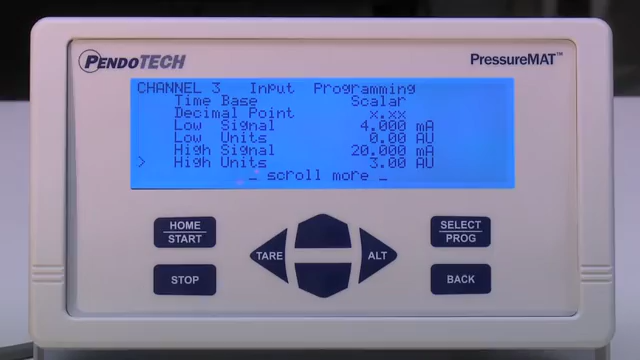 PENDOTECH
PressureMAT™
CHANNEL 3 Input Programming
Time Base Scalar
Decimal Point x.xx
Low Signal 4.000 mA
Low Units 0.00 AU
High Signal 20.000 mA
> High Units 3.00 AU
_ scroll more _
HOME
START
STOP
TARE
ALT
SELECT
PROG
BACK